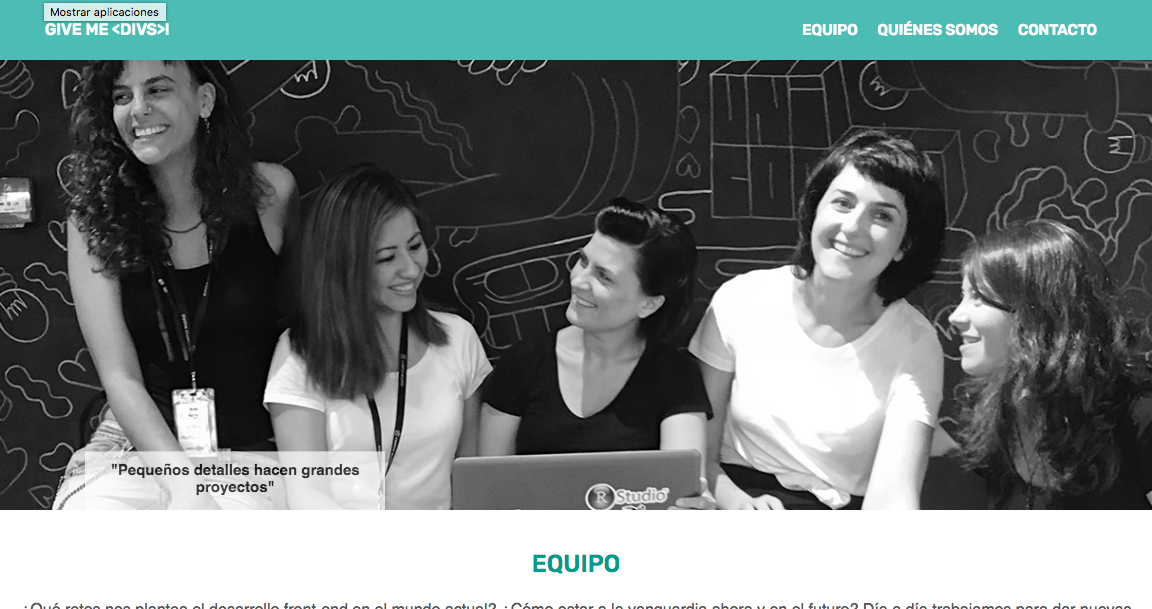 Mostrar aplicaciones
GIVE ME <DIVS>I
EQUIPO QUIÉNES SOMOS CONTACTO
"Pequeños detalles hacen grandes
proyectos"
R Studio
EQUIPO
¿Qué retos nos plantea el desarrollo front-end en el mundo actual? ¿Cómo estar a la vanguardia ahora y en el futuro? Día a día trabajamos para dar nuevas